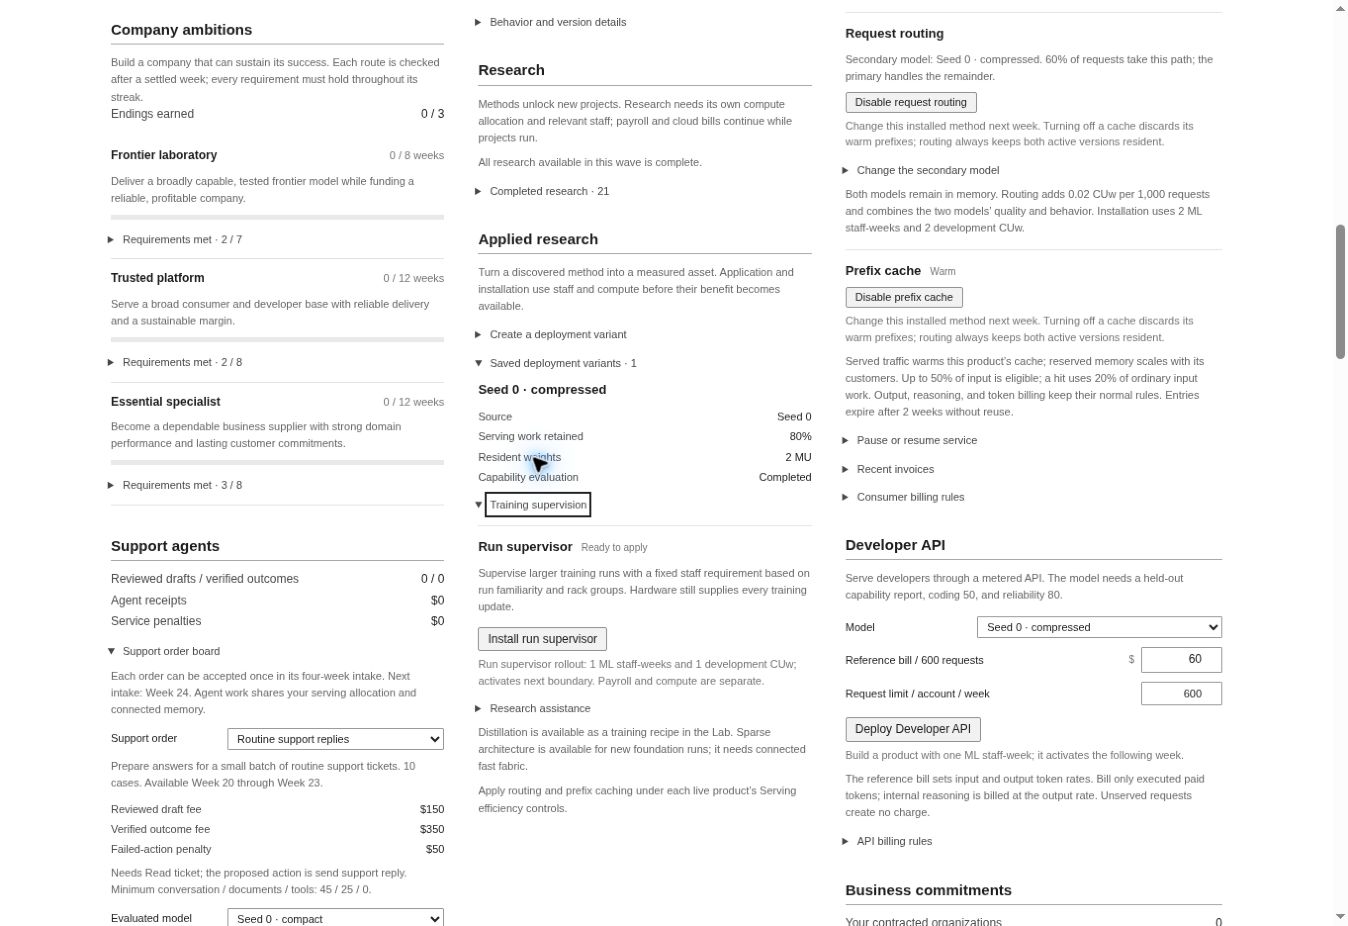 Company ambitions
Build a company that can sustain its success. Each route is checked
after a settled week; every requirement must hold throughout its
streak.
Endings earned 0 / 3
Frontier laboratory 0 / 8 weeks
Deliver a broadly capable, tested frontier model while funding a
reliable, profitable company.
Requirements met · 2 / 7
Trusted platform 0 / 12 weeks
Serve a broad consumer and developer base with reliable delivery
and a sustainable margin.
Requirements met · 2 / 8
Essential specialist 0 / 12 weeks
Become a dependable business supplier with strong domain
performance and lasting customer commitments.
Requirements met · 3 / 8
Support agents
Reviewed drafts / verified outcomes 0 / 0
Agent receipts $0
Service penalties $0
Support order board
Each order can be accepted once in its four-week intake. Next
intake: Week 24. Agent work shares your serving allocation and
connected memory.
Support order Routine support replies
Prepare answers for a small batch of routine support tickets. 10
cases. Available Week 20 through Week 23.
Reviewed draft fee $150
Verified outcome fee $350
Failed-action penalty $50
Needs Read ticket; the proposed action is send support reply.
Minimum conversation / documents / tools: 45 / 25 / 0.
Evaluated model Seed 0 · compact
Behavior and version details
Research
Methods unlock new projects. Research needs its own compute
allocation and relevant staff; payroll and cloud bills continue while
projects run.
All research available in this wave is complete.
Completed research · 21
Applied research
Turn a discovered method into a measured asset. Application and
installation use staff and compute before their benefit becomes
available.
Create a deployment variant
Saved deployment variants · 1
Seed 0 · compressed
Source Seed 0
Serving work retained 80%
Resident weights 2 MU
Capability evaluation Completed
Training supervision
Run supervisor Ready to apply
Supervise larger training runs with a fixed staff requirement based on
run familiarity and rack groups. Hardware still supplies every training
update.
Install run supervisor
Run supervisor rollout: 1 ML staff-weeks and 1 development CUw;
activates next boundary. Payroll and compute are separate.
Research assistance
Distillation is available as a training recipe in the Lab. Sparse
architecture is available for new foundation runs; it needs connected
fast fabric.
Apply routing and prefix caching under each live product's Serving
efficiency controls.
Request routing
Secondary model: Seed 0 · compressed. 60% of requests take this path; the
primary handles the remainder.
Disable request routing
Change this installed method next week. Turning off a cache discards its
warm prefixes; routing always keeps both active versions resident.
Change the secondary model
Both models remain in memory. Routing adds 0.02 CUw per 1,000 requests
and combines the two models' quality and behavior. Installation uses 2 ML
staff-weeks and 2 development CUw.
Prefix cache Warm
Disable prefix cache
Change this installed method next week. Turning off a cache discards its
warm prefixes; routing always keeps both active versions resident.
Served traffic warms this product's cache; reserved memory scales with its
customers. Up to 50% of input is eligible; a hit uses 20% of ordinary input
work. Output, reasoning, and token billing keep their normal rules. Entries
expire after 2 weeks without reuse.
Pause or resume service
Recent invoices
Consumer billing rules
Developer API
Serve developers through a metered API. The model needs a held-out
capability report, coding 50, and reliability 80.
Model Seed 0 · compressed
Reference bill / 600 requests $ 60
Request limit / account / week 600
Deploy Developer API
Build a product with one ML staff-week; it activates the following week.
The reference bill sets input and output token rates. Bill only executed paid
tokens; internal reasoning is billed at the output rate. Unserved requests
create no charge.
API billing rules
Business commitments
Your contracted organizations 0